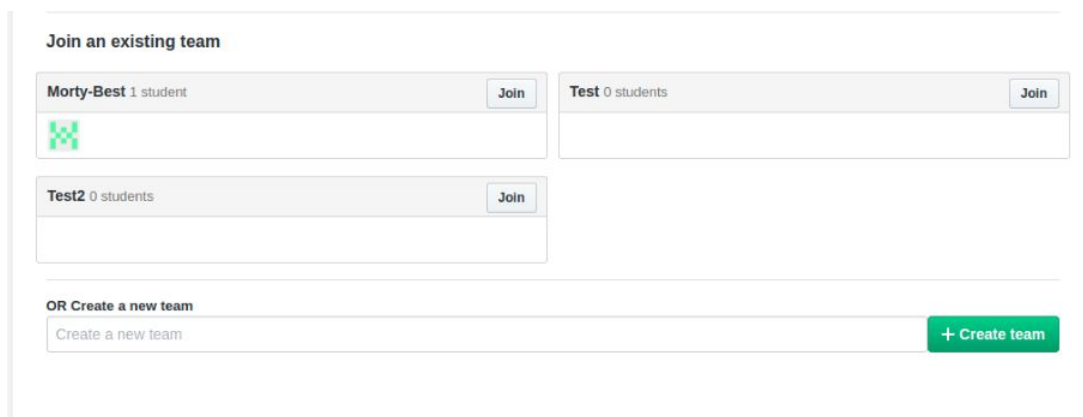 Join an existing team
Morty-Best 1 student
Join
Test 0 students
Join
Test2 0 students
Join
OR Create a new team
Create a new team
+ Create team